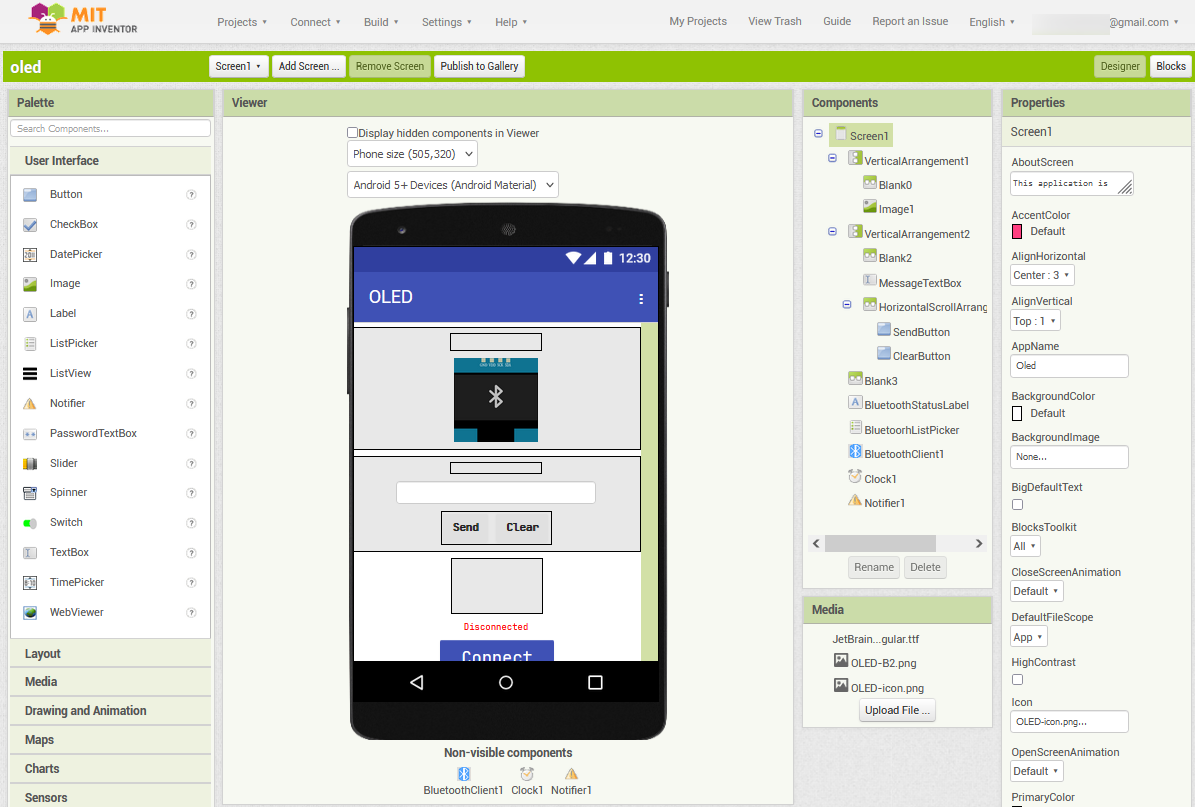 MIT
APP INVENTOR
Projects
Connect
Build
Settings
Help
My Projects
View Trash
Guide
Report an Issue
English
@gmail.com
oled
Screen1
Add Screen ...
Remove Screen
Publish to Gallery
Designer
Blocks
Palette
Search Components...
User Interface
Button
CheckBox
DatePicker
Image
Label
ListPicker
ListView
Notifier
PasswordTextBox
Slider
Spinner
Switch
TextBox
TimePicker
WebViewer
Layout
Media
Drawing and Animation
Maps
Charts
Sensors
Viewer
Display hidden components in Viewer
Phone size (505,320)
Android 5+ Devices (Android Material)
12:30
OLED
Send
Clear
Disconnected
Connect
Non-visible components
BluetoothClient1
Clock1
Notifier1
Components
Screen1
VerticalArrangement1
Blank0
Image1
VerticalArrangement2
Blank2
MessageTextBox
HorizontalScrollArrang
SendButton
ClearButton
Blank3
BluetoothStatusLabel
BluetoorhListPicker
BluetoothClient1
Clock1
Notifier1
Rename
Delete
Media
JetBrain...gular.ttf
OLED-B2.png
OLED-icon.png
Upload File ...
Properties
Screen1
AboutScreen
This application is
AccentColor
Default
AlignHorizontal
Center : 3
AlignVertical
Top : 1
AppName
Oled
BackgroundColor
Default
BackgroundImage
None...
BigDefaultText
BlocksToolkit
All
CloseScreenAnimation
Default
DefaultFileScope
App
HighContrast
Icon
OLED-icon.png...
OpenScreenAnimation
Default
PrimaryColor